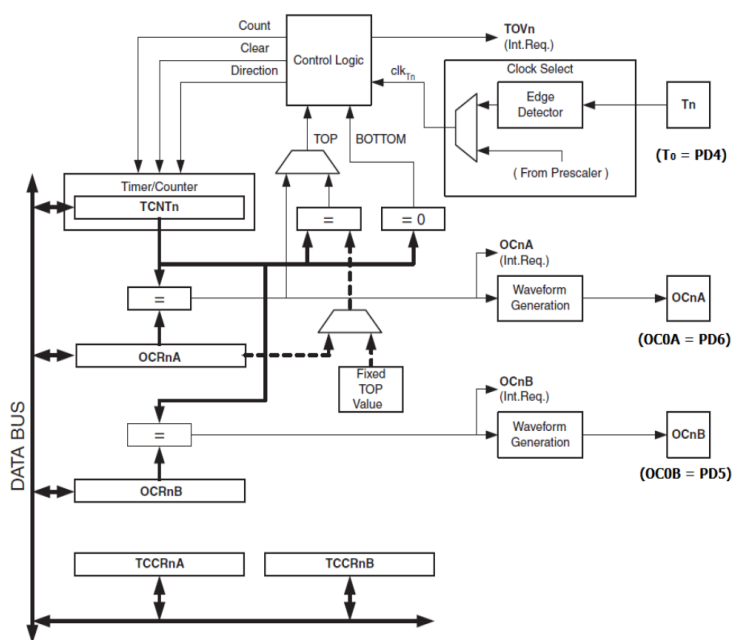 Count
Clear
Direction
Control Logic
TOVn
(Int.Req.)
clkTn
Clock Select
Edge
Detector
Tn
(T₀ = PD4)
( From Prescaler )
TOP
BOTTOM
Timer/Counter
TCNTn
=
= 0
OCnA
(Int.Req.)
=
Waveform
Generation
OCnA
(OC0A = PD6)
OCRnA
Fixed
TOP
Value
OCnB
(Int.Req.)
=
Waveform
Generation
OCnB
(OC0B = PD5)
OCRnB
DATA BUS
TCCRnA
TCCRnB